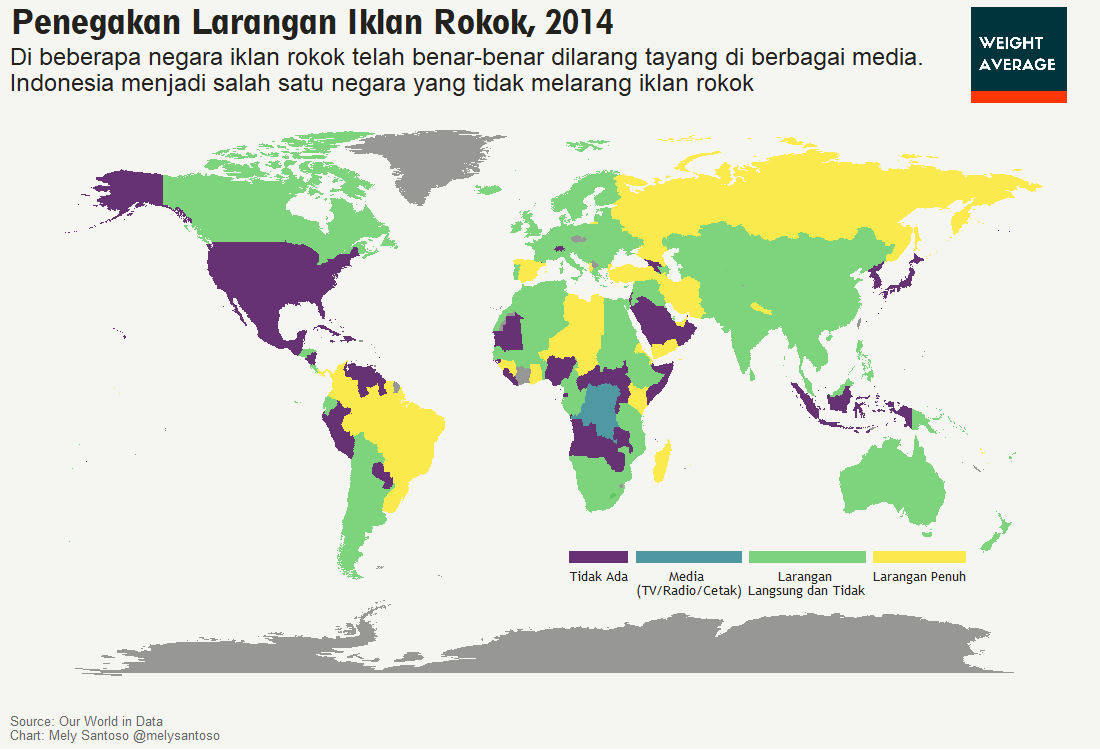 Penegakan Larangan Iklan Rokok, 2014
Di beberapa negara iklan rokok telah benar-benar dilarang tayang di berbagai media.
Indonesia menjadi salah satu negara yang tidak melarang iklan rokok
WEIGHT
AVERAGE
Tidak Ada
Media
(TV/Radio/Cetak)
Larangan
Langsung dan Tidak
Larangan Penuh
Source: Our World in Data
Chart: Mely Santoso @melysantoso